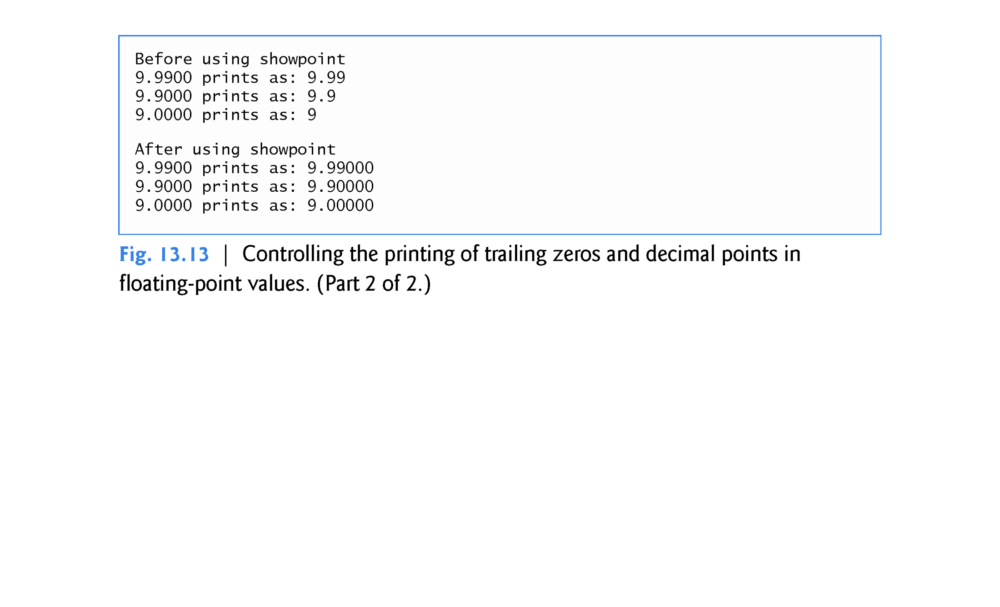 Before using showpoint
9.9900 prints as: 9.99
9.9000 prints as: 9.9
9.0000 prints as: 9
After using showpoint
9.9900 prints as: 9.99000
9.9000 prints as: 9.90000
9.0000 prints as: 9.00000
Fig. 13.13 | Controlling the printing of trailing zeros and decimal points in
floating-point values. (Part 2 of 2.)